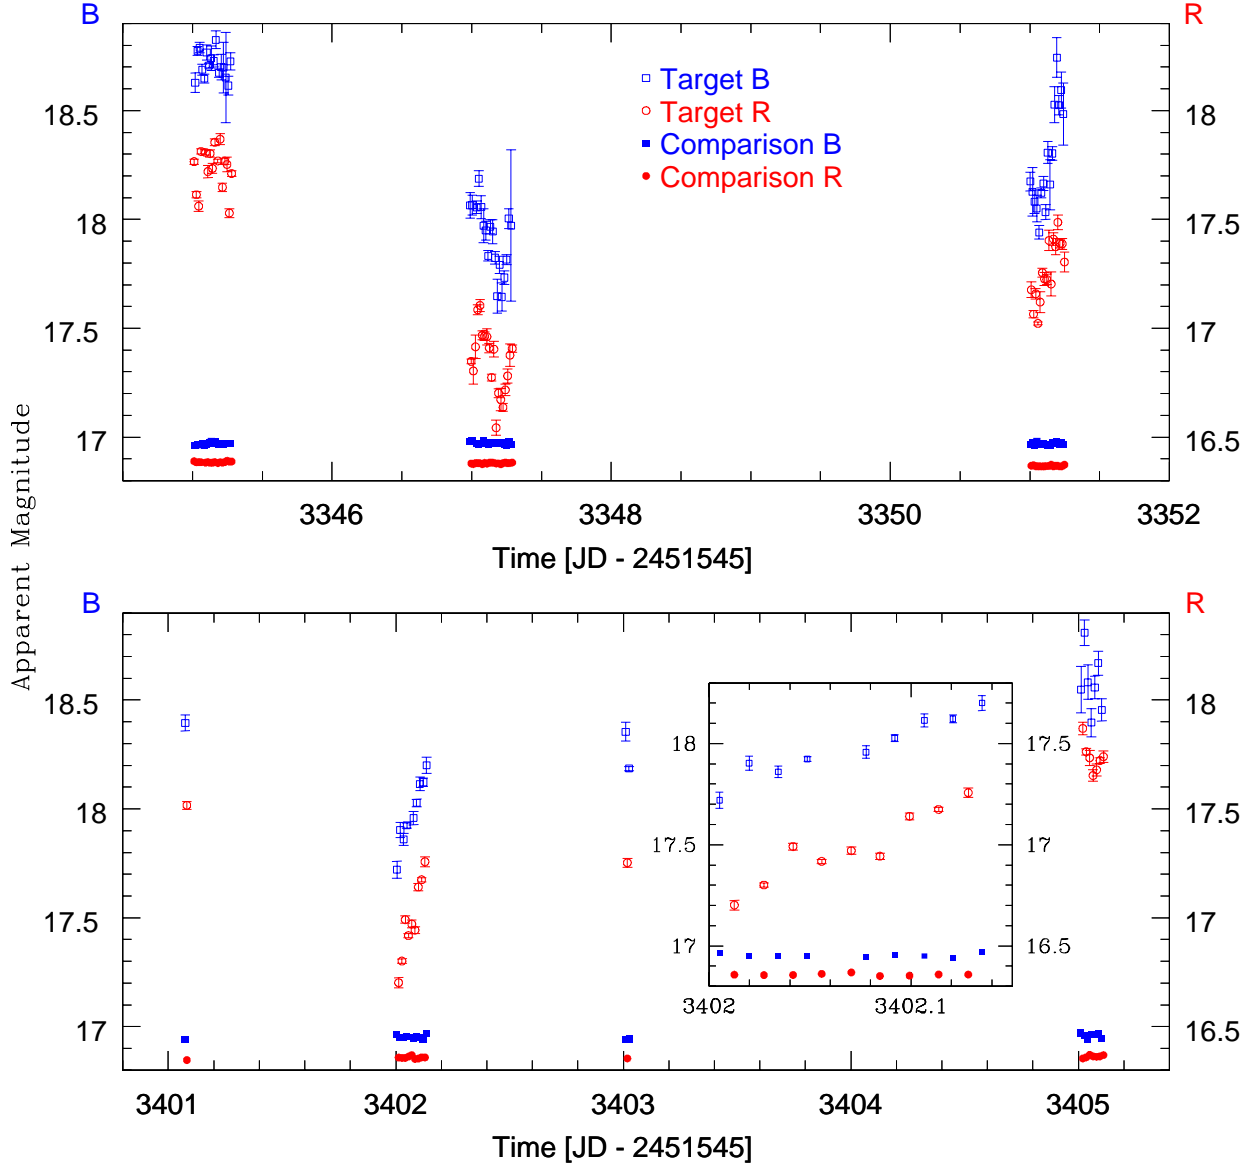 B R
Target B
Target R
Comparison B
Comparison R
18.5 18
18 17.5
17.5 17
17 16.5
3346 3348 3350 3352
Time [JD - 2451545]
Apparent Magnitude
B R
18.5 18
18 17.5
17.5 17
17 16.5
18 17.5
17.5 17
17 16.5
3402 3402.1
3401 3402 3403 3404 3405
Time [JD - 2451545]